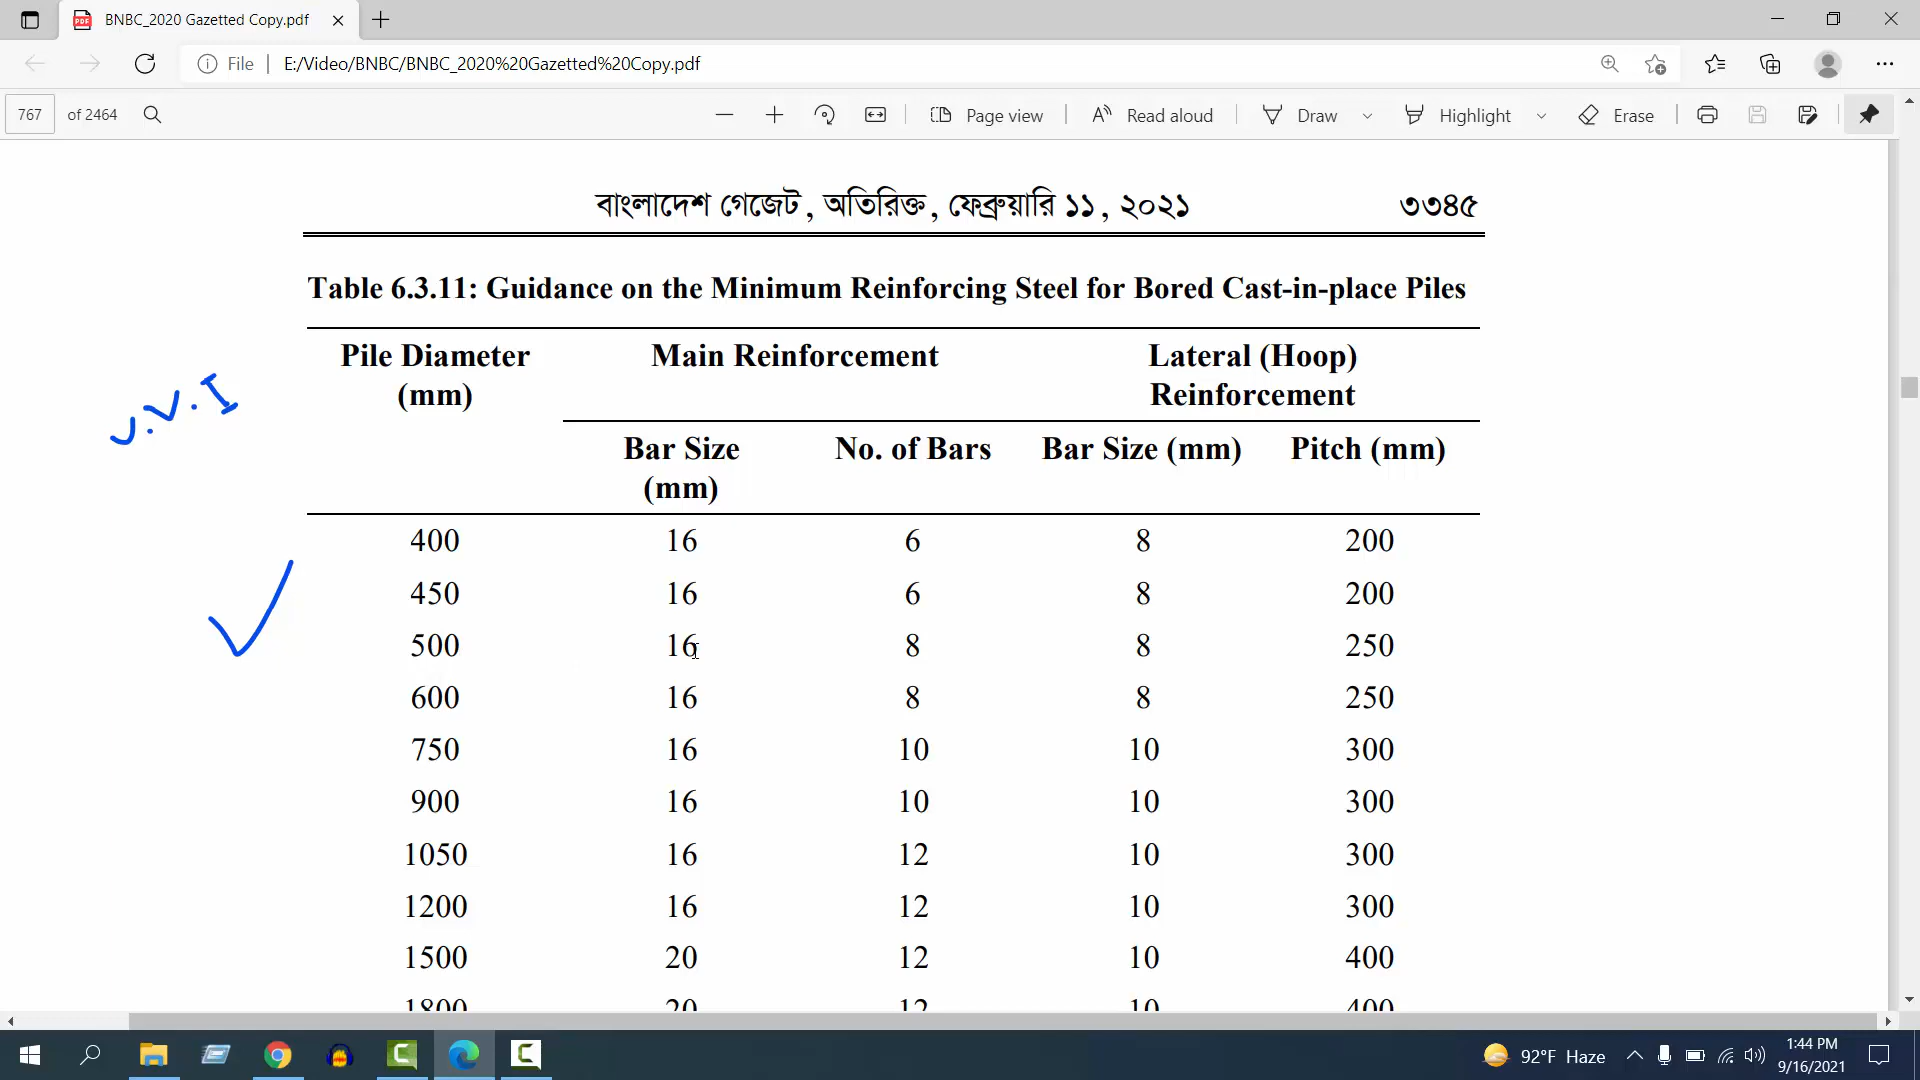 BNBC_2020 Gazetted Copy.pdf
File
E:/Video/BNBC/BNBC_2020%20Gazetted%20Copy.pdf
767 of 2464
Page view
Read aloud
Draw
Highlight
Erase
বাংলাদেশ গেজেট, অতিরিক্ত, ফেব্রুয়ারি ১১, ২০২১ ৩৩৪৫
Table 6.3.11: Guidance on the Minimum Reinforcing Steel for Bored Cast-in-place Piles
Pile Diameter (mm)
Main Reinforcement
Lateral (Hoop) Reinforcement
Bar Size (mm)
No. of Bars
Bar Size (mm)
Pitch (mm)
V.V.I
400 16 6 8 200
450 16 6 8 200
500 16 8 8 250
600 16 8 8 250
750 16 10 10 300
900 16 10 10 300
1050 16 12 10 300
1200 16 12 10 300
1500 20 12 10 400
1800 20 12 10 400
92°F Haze
1:44 PM
9/16/2021